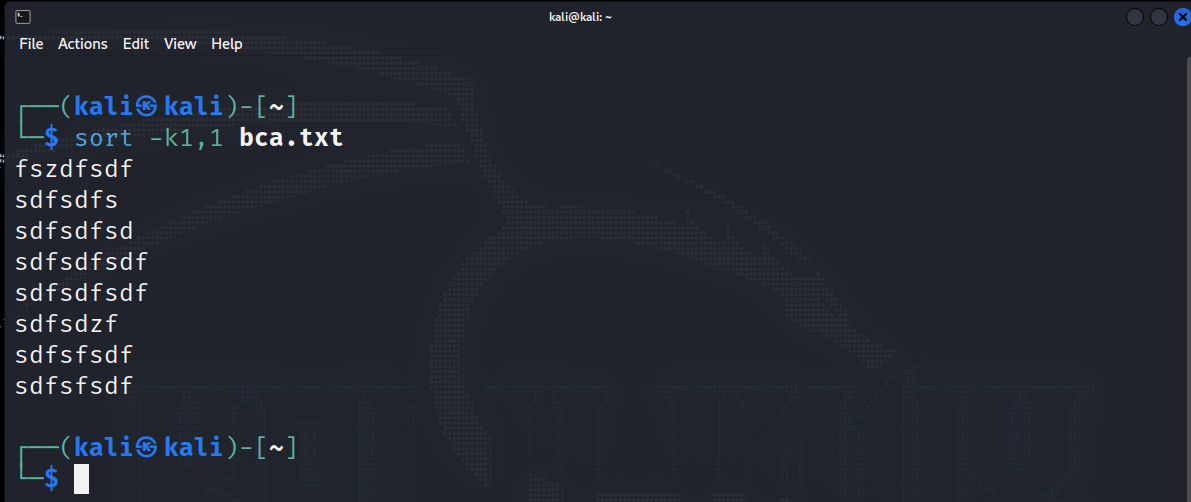 kali@kali: ~
File Actions Edit View Help
┌──(kali㉿kali)-[~]
└─$ sort -k1,1 bca.txt
fszdfsdf
sdfsdfs
sdfsdfsd
sdfsdfsdf
sdfsdfsdf
sdfsdzf
sdfsfsdf
sdfsfsdf
┌──(kali㉿kali)-[~]
└─$